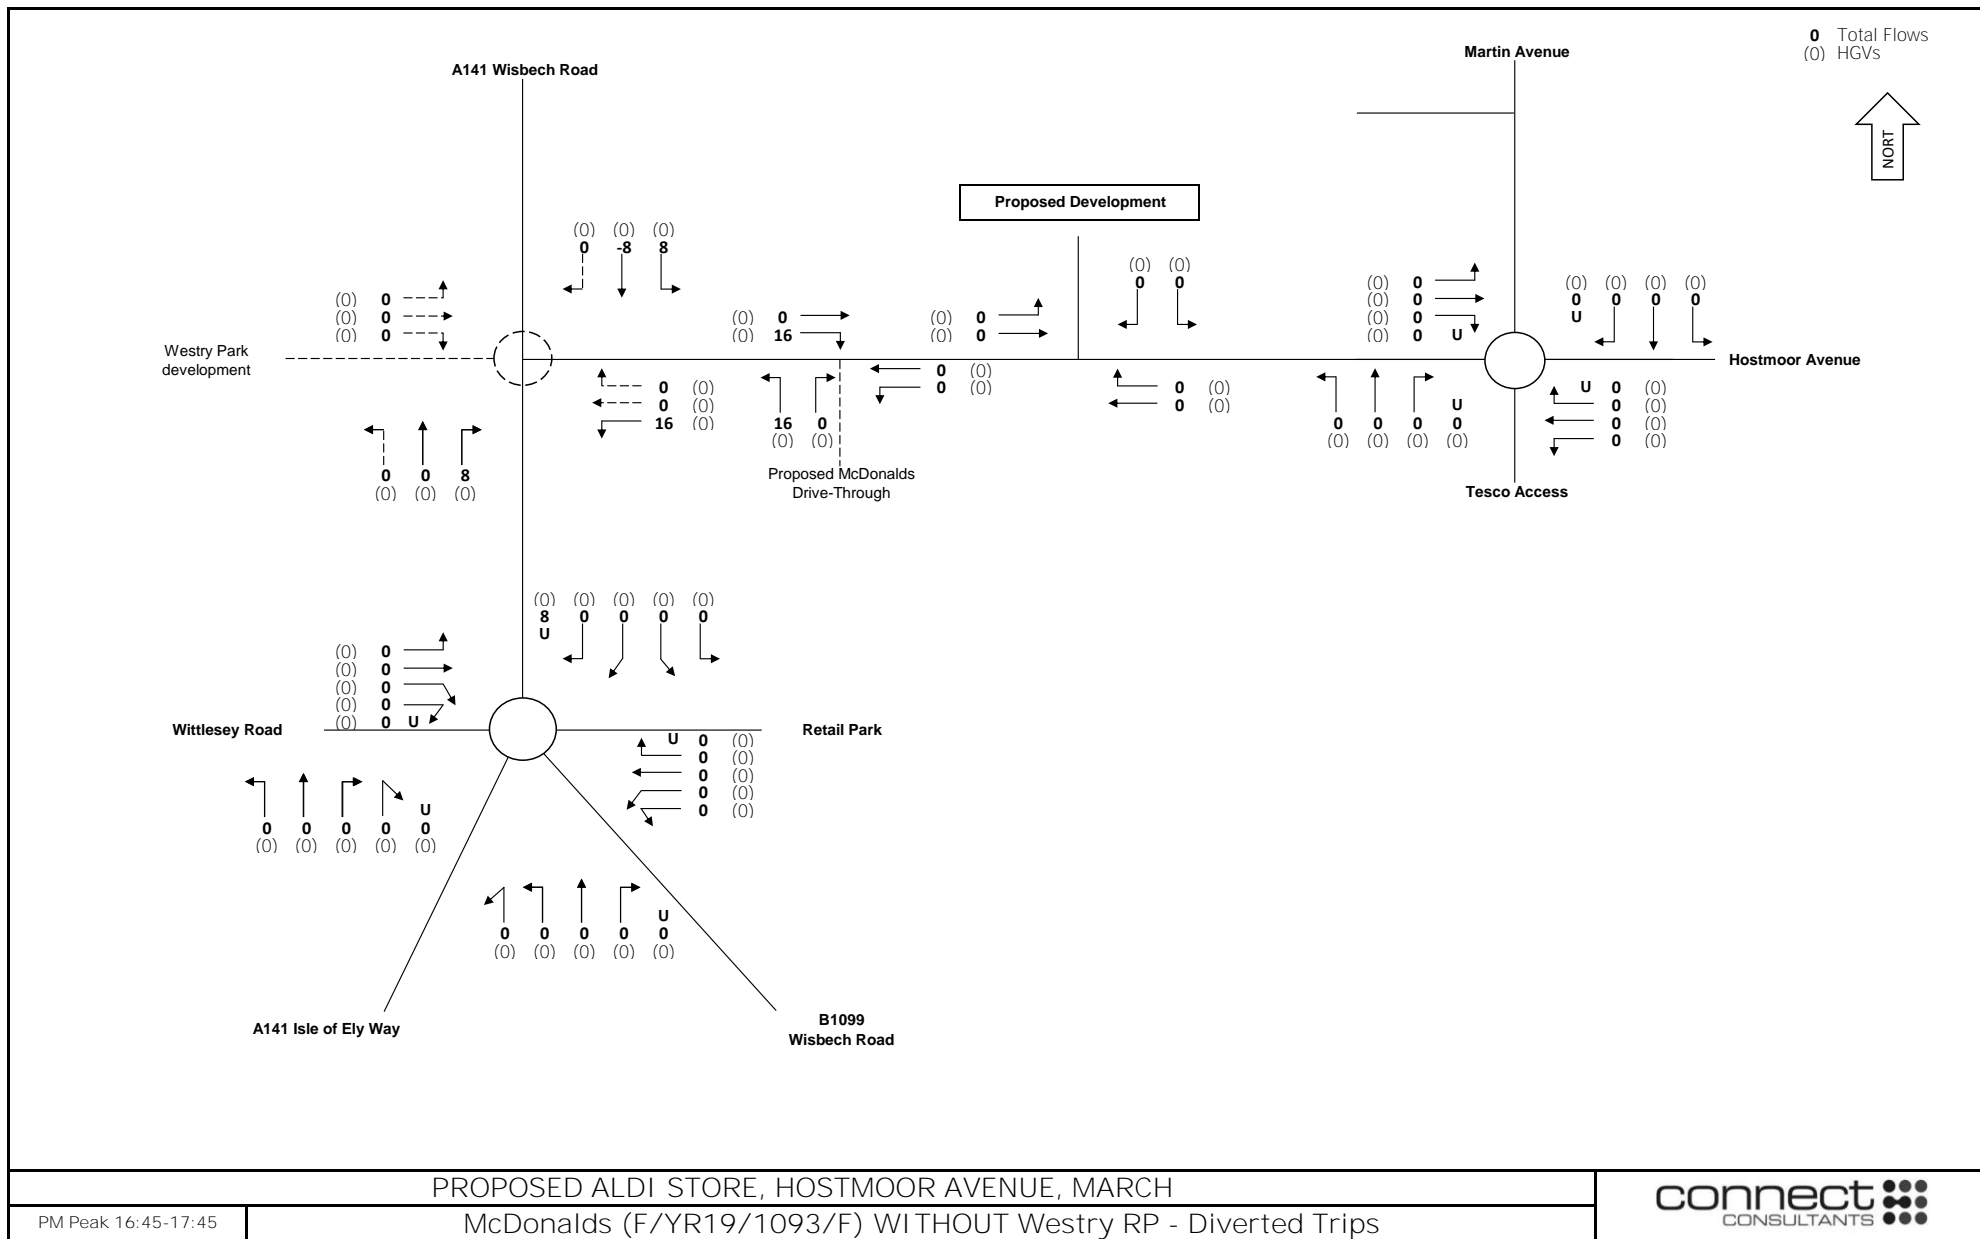 0 Total Flows
(0) HGVs
NORT
A141 Wisbech Road
Martin Avenue
Proposed Development
(0) (0) (0)
0 -8 8
(0) 0
(0) 0
(0) 0
Westry Park
development
(0) 0
(0) 16
(0) 0
(0) 0
(0) (0)
0 0
(0) 0
(0) 0
(0) 0
(0) 0 U
(0) (0) (0) (0)
0 0 0 0
U
Hostmoor Avenue
0 (0)
0 (0)
16 (0)
16 0
(0) (0)
0 (0)
0 (0)
0 (0)
0 (0)
U
0 0 0 0
(0) (0) (0) (0)
U 0 (0)
0 (0)
0 (0)
0 (0)
0 0 8
(0) (0) (0)
Proposed McDonalds
Drive-Through
Tesco Access
(0) (0) (0) (0) (0)
8 0 0 0 0
U
(0) 0
(0) 0
(0) 0
(0) 0
(0) 0 U
Wittlesey Road
Retail Park
U 0 (0)
0 (0)
0 (0)
0 (0)
0 (0)
U
0 0 0 0 0
(0) (0) (0) (0) (0)
U
0 0 0 0 0
(0) (0) (0) (0) (0)
A141 Isle of Ely Way
B1099
Wisbech Road
PROPOSED ALDI STORE, HOSTMOOR AVENUE, MARCH
PM Peak 16:45-17:45
McDonalds (F/YR19/1093/F) WITHOUT Westry RP - Diverted Trips
connect
CONSULTANTS